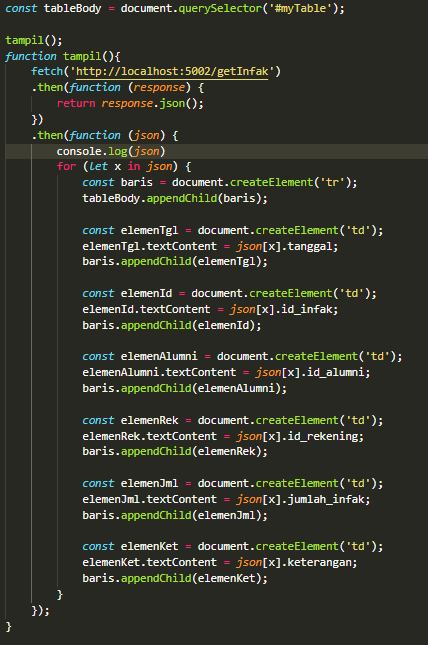 const tableBody = document.querySelector('#myTable');
tampil();
function tampil(){
fetch('http://localhost:5002/getInfak')
.then(function (response) {
return response.json();
})
.then(function (json) {
console.log(json)
for (let x in json) {
const baris = document.createElement('tr');
tableBody.appendChild(baris);
const elemenTgl = document.createElement('td');
elemenTgl.textContent = json[x].tanggal;
baris.appendChild(elemenTgl);
const elemenId = document.createElement('td');
elemenId.textContent = json[x].id_infak;
baris.appendChild(elemenId);
const elemenAlumni = document.createElement('td');
elemenAlumni.textContent = json[x].id_alumni;
baris.appendChild(elemenAlumni);
const elemenRek = document.createElement('td');
elemenRek.textContent = json[x].id_rekening;
baris.appendChild(elemenRek);
const elemenJml = document.createElement('td');
elemenJml.textContent = json[x].jumlah_infak;
baris.appendChild(elemenJml);
const elemenKet = document.createElement('td');
elemenKet.textContent = json[x].keterangan;
baris.appendChild(elemenKet);
}
});
}